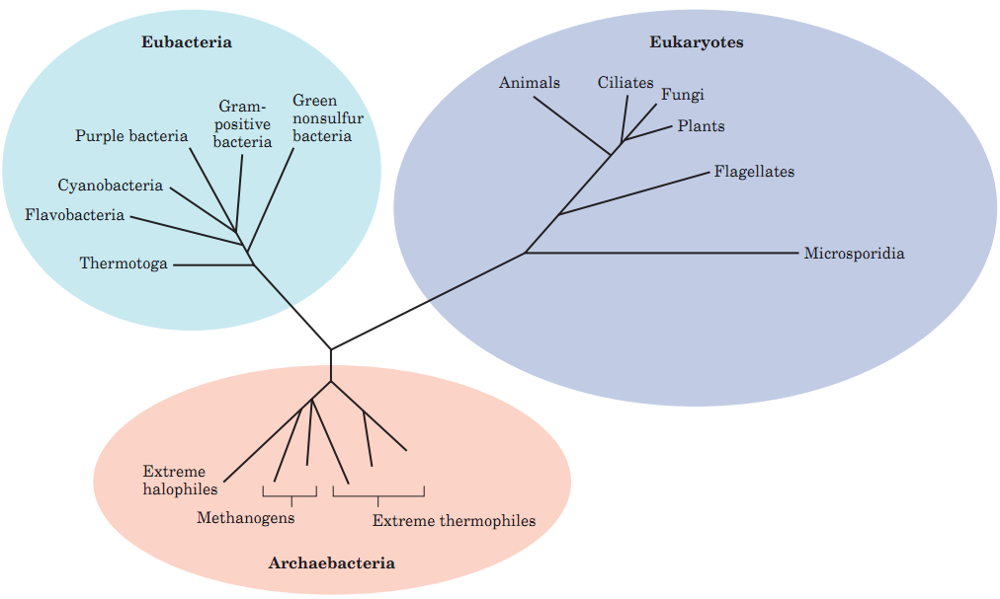 Eubacteria
Purple bacteria
Gram-
positive
bacteria
Green
nonsulfur
bacteria
Cyanobacteria
Flavobacteria
Thermotoga
Eukaryotes
Animals
Ciliates
Fungi
Plants
Flagellates
Microsporidia
Extreme
halophiles
Methanogens
Extreme thermophiles
Archaebacteria